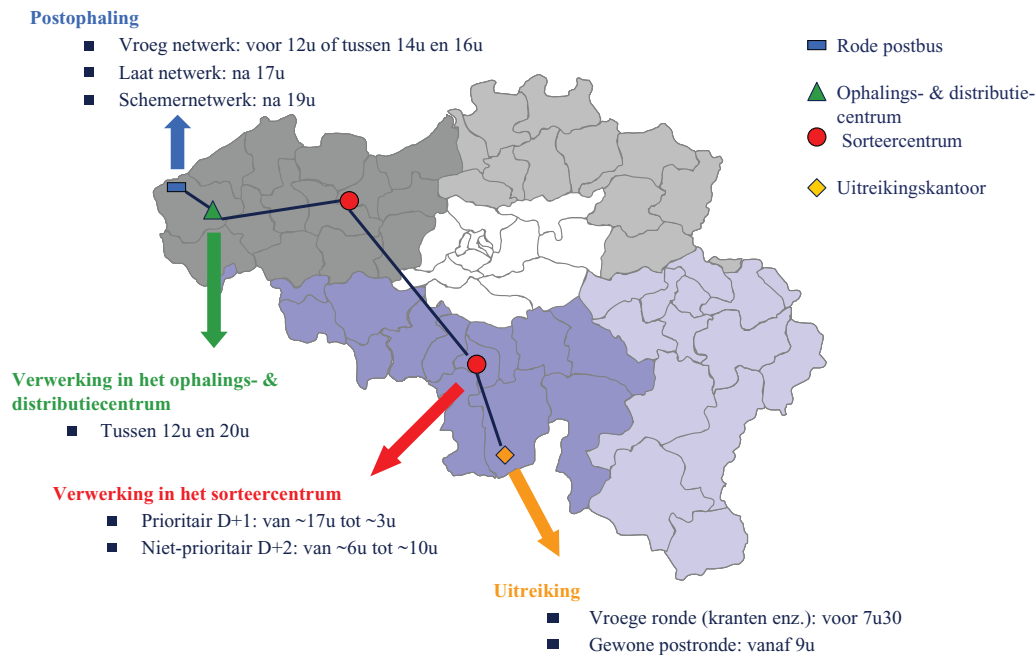 Postophaling
Vroeg netwerk: voor 12u of tussen 14u en 16u
Laat netwerk: na 17u
Schemernetwerk: na 19u
Rode postbus
Ophalings- & distributie-
centrum
Sorteercentrum
Uitreikingskantoor
Verwerking in het ophalings- &
distributiecentrum
Tussen 12u en 20u
Verwerking in het sorteercentrum
Prioritair D+1: van ~17u tot ~3u
Niet-prioritair D+2: van ~6u tot ~10u
Uitreiking
Vroege ronde (kranten enz.): voor 7u30
Gewone postronde: vanaf 9u